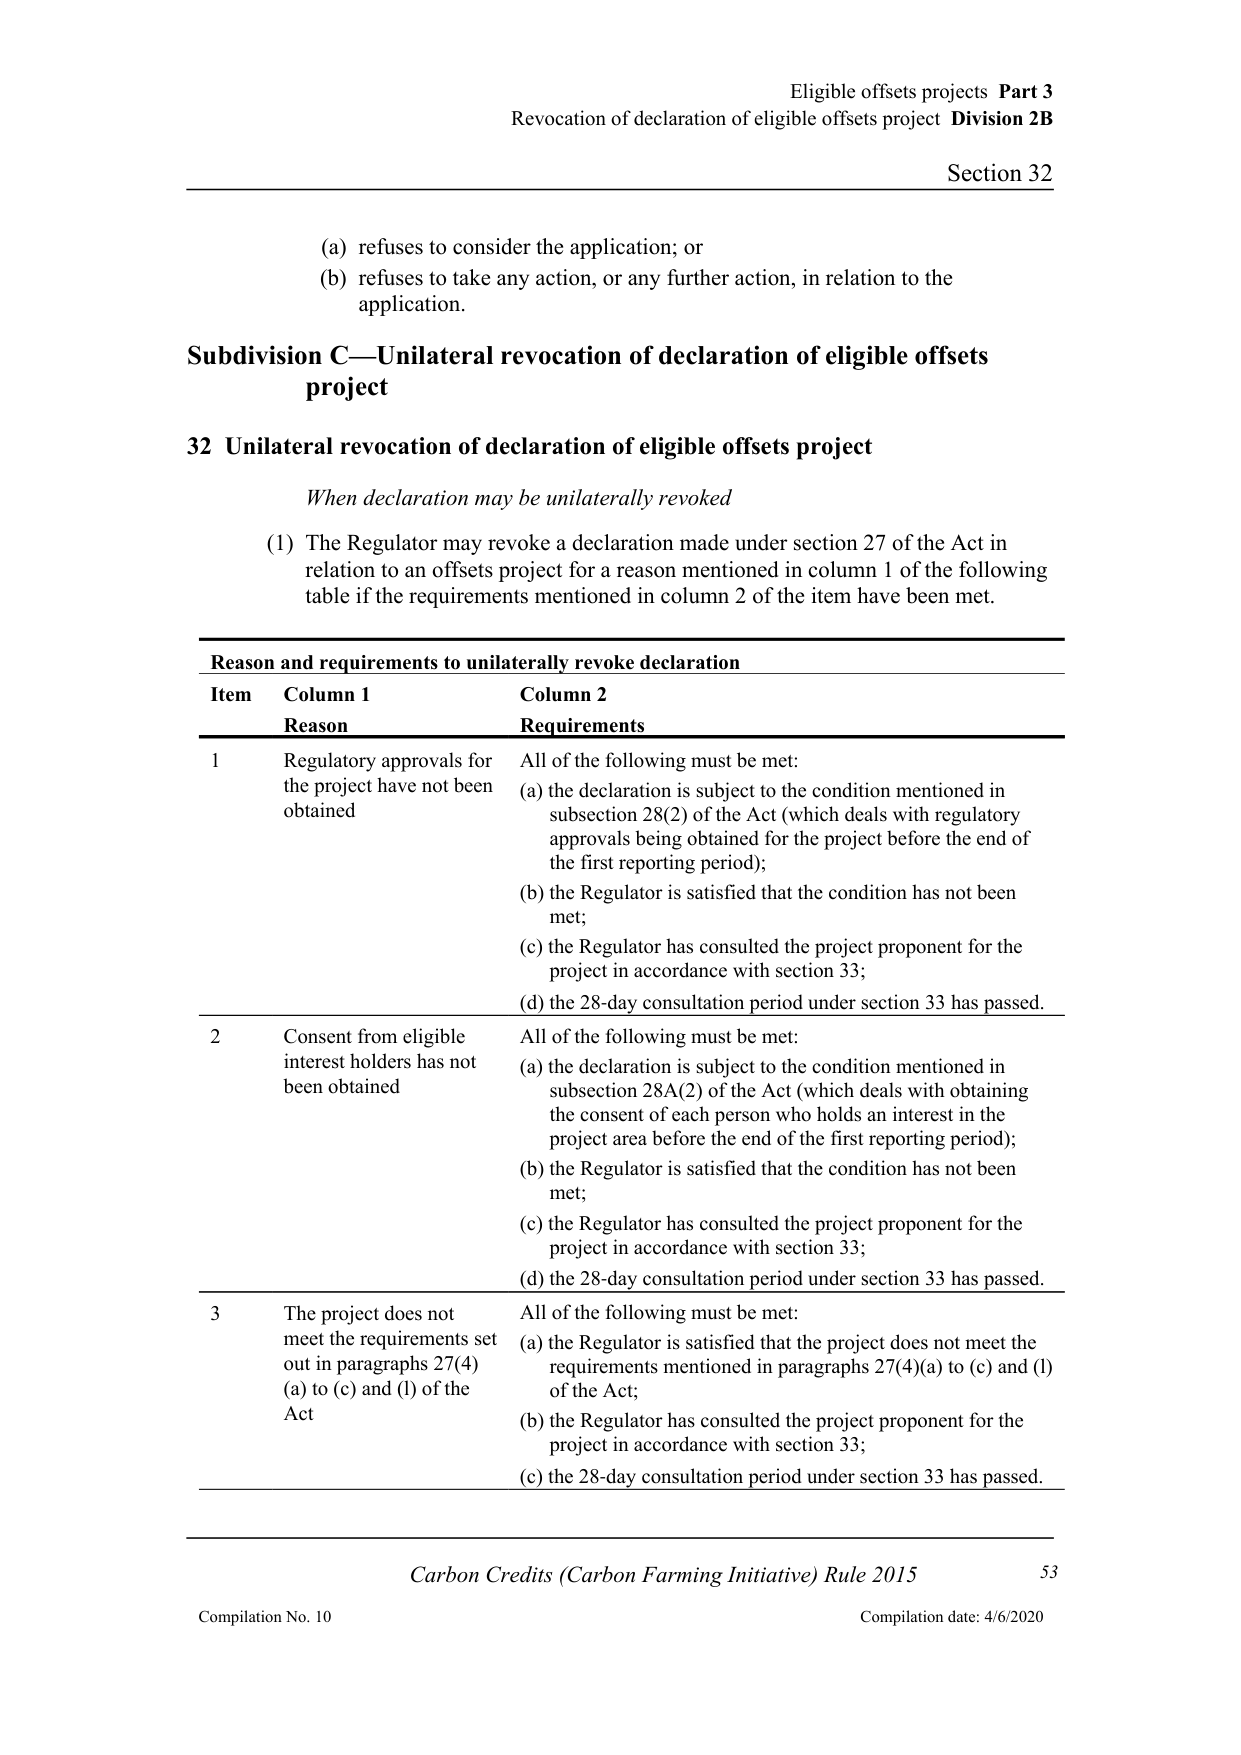 Eligible offsets projects Part 3
Revocation of declaration of eligible offsets project Division 2B
Section 32
(a) refuses to consider the application; or
(b) refuses to take any action, or any further action, in relation to the
application.
Subdivision C—Unilateral revocation of declaration of eligible offsets
project
32 Unilateral revocation of declaration of eligible offsets project
When declaration may be unilaterally revoked
(1) The Regulator may revoke a declaration made under section 27 of the Act in
relation to an offsets project for a reason mentioned in column 1 of the following
table if the requirements mentioned in column 2 of the item have been met.
Reason and requirements to unilaterally revoke declaration
Item Column 1 Column 2
Reason Requirements
1 Regulatory approvals for
the project have not been
obtained
All of the following must be met:
(a) the declaration is subject to the condition mentioned in
subsection 28(2) of the Act (which deals with regulatory
approvals being obtained for the project before the end of
the first reporting period);
(b) the Regulator is satisfied that the condition has not been
met;
(c) the Regulator has consulted the project proponent for the
project in accordance with section 33;
(d) the 28-day consultation period under section 33 has passed.
2 Consent from eligible
interest holders has not
been obtained
All of the following must be met:
(a) the declaration is subject to the condition mentioned in
subsection 28A(2) of the Act (which deals with obtaining
the consent of each person who holds an interest in the
project area before the end of the first reporting period);
(b) the Regulator is satisfied that the condition has not been
met;
(c) the Regulator has consulted the project proponent for the
project in accordance with section 33;
(d) the 28-day consultation period under section 33 has passed.
3 The project does not
meet the requirements set
out in paragraphs 27(4)
(a) to (c) and (l) of the
Act
All of the following must be met:
(a) the Regulator is satisfied that the project does not meet the
requirements mentioned in paragraphs 27(4)(a) to (c) and (l)
of the Act;
(b) the Regulator has consulted the project proponent for the
project in accordance with section 33;
(c) the 28-day consultation period under section 33 has passed.
Carbon Credits (Carbon Farming Initiative) Rule 2015 53
Compilation No. 10 Compilation date: 4/6/2020